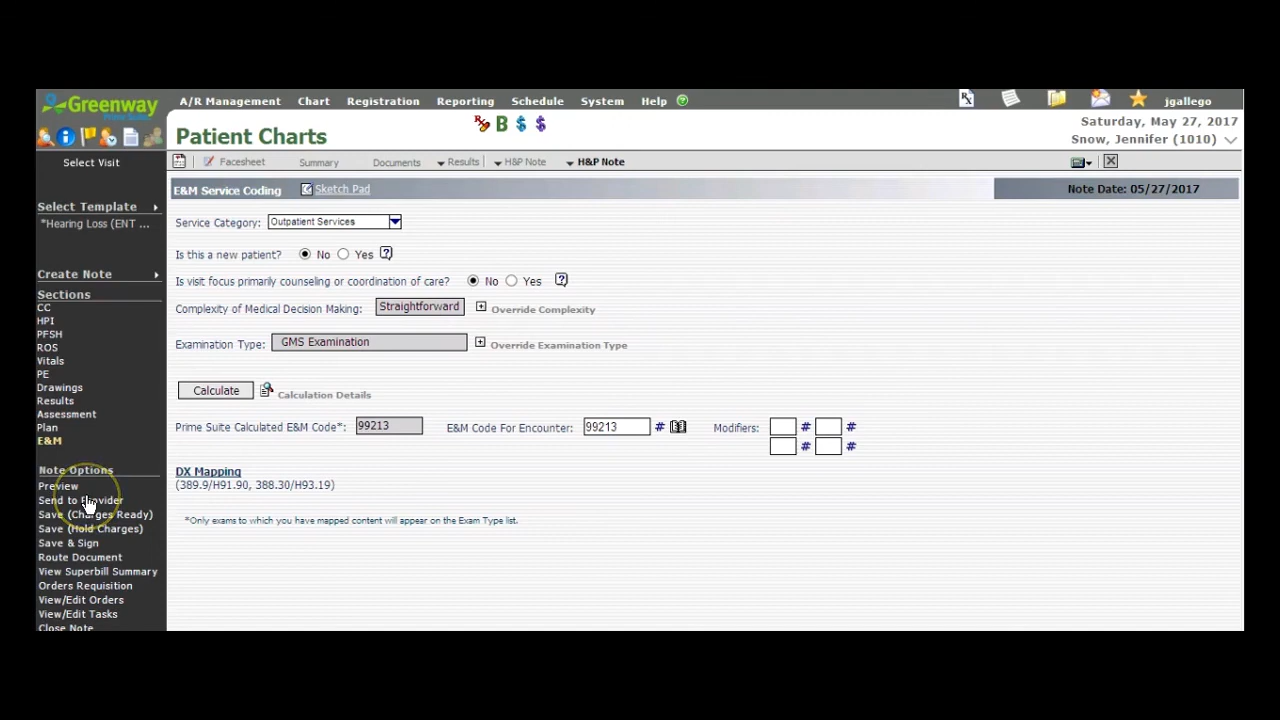 Greenway
Prime Suite
A/R Management Chart Registration Reporting Schedule System Help jgallego
Patient Charts
B $ $
Saturday, May 27, 2017
Snow, Jennifer (1010)
Select Visit
Facesheet Summary Documents Results H&P Note H&P Note
E&M Service Coding Sketch Pad Note Date: 05/27/2017
Select Template
*Hearing Loss (ENT ...
Service Category: Outpatient Services
Is this a new patient? No Yes
Create Note
Is visit focus primarily counseling or coordination of care? No Yes
Sections
CC
HPI
PFSH
ROS
Vitals
PE
Drawings
Results
Assessment
Plan
E&M
Complexity of Medical Decision Making: Straightforward Override Complexity
Examination Type: GMS Examination Override Examination Type
Calculate Calculation Details
Prime Suite Calculated E&M Code*: 99213 E&M Code For Encounter: 99213 # Modifiers: # #
# #
DX Mapping
(389.9/H91.90, 388.30/H93.19)
*Only exams to which you have mapped content will appear on the Exam Type list.
Note Options
Preview
Send to Provider
Save (Charges Ready)
Save (Hold Charges)
Save & Sign
Route Document
View Superbill Summary
Orders Requisition
View/Edit Orders
View/Edit Tasks
Close Note